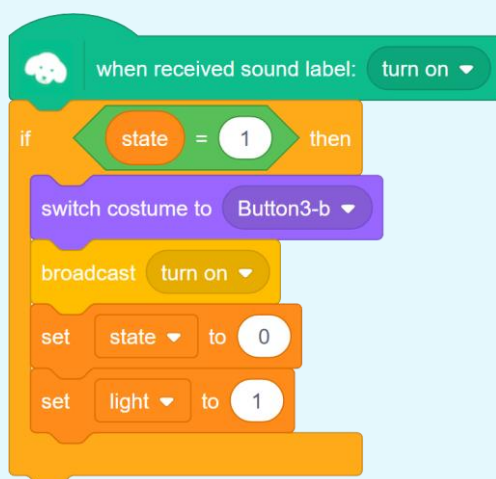 when received sound label: turn on
if state = 1 then
switch costume to Button3-b
broadcast turn on
set state to 0
set light to 1